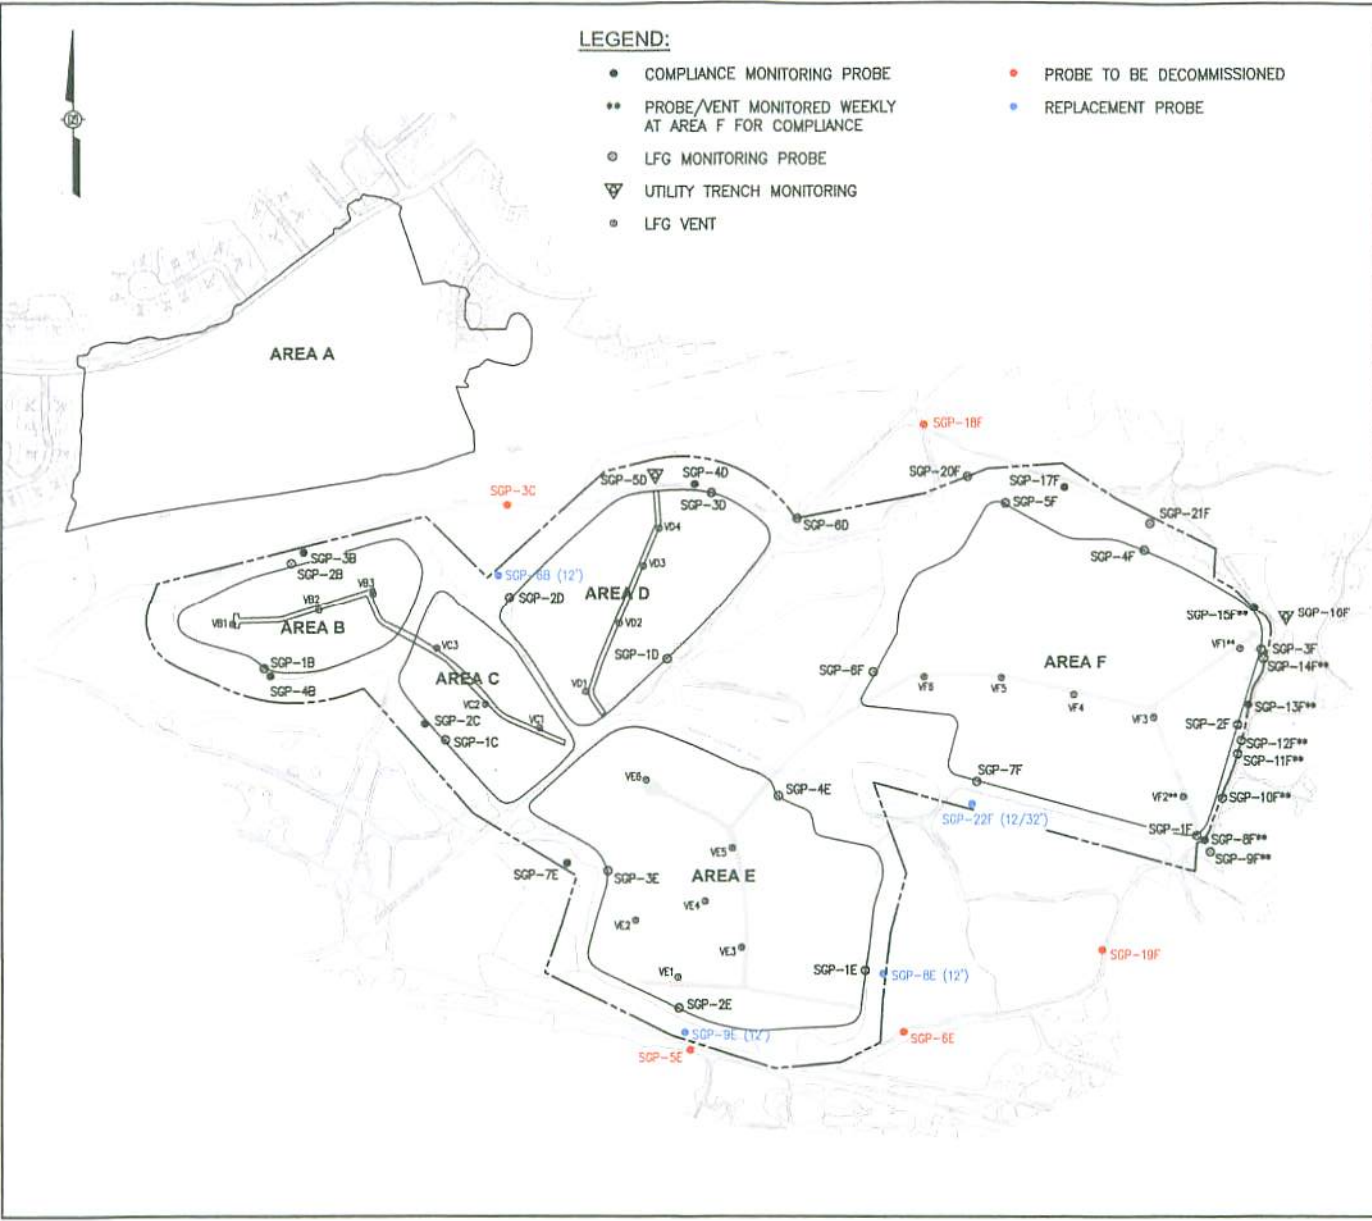 LEGEND:
COMPLIANCE MONITORING PROBE
** PROBE/VENT MONITORED WEEKLY
AT AREA F FOR COMPLIANCE
LFG MONITORING PROBE
UTILITY TRENCH MONITORING
LFG VENT
PROBE TO BE DECOMMISSIONED
REPLACEMENT PROBE
AREA A
SGP-18F
SGP-3C
SGP-5D
SGP-4D
SGP-3D
SGP-6D
VD4
VD3
VD2
VD1
SGP-2D
AREA D
SGP-1D
SGP-6B (12')
SGP-3B
SGP-2B
VB3
VB2
VB1
AREA B
SGP-1B
SGP-4B
VC3
AREA C
VC2
VC1
SGP-2C
SGP-1C
SGP-20F
SGP-17F
SGP-5F
SGP-21F
SGP-4F
SGP-15F**
SGP-16F
VF1**
SGP-3F
SGP-14F**
AREA F
SGP-6F
VF6
VF5
VF4
VF3
SGP-13F**
SGP-2F
SGP-12F**
SGP-11F**
SGP-7F
VF2**
SGP-10F**
SGP-22F (12/32')
SGP-1F
SGP-8F**
SGP-9F**
VE6
SGP-4E
VE5
AREA E
SGP-7E
SGP-3E
VE4
VE2
VE3
VE1
SGP-1E
SGP-8E (12')
SGP-2E
SGP-9E (12')
SGP-5E
SGP-6E
SGP-19F